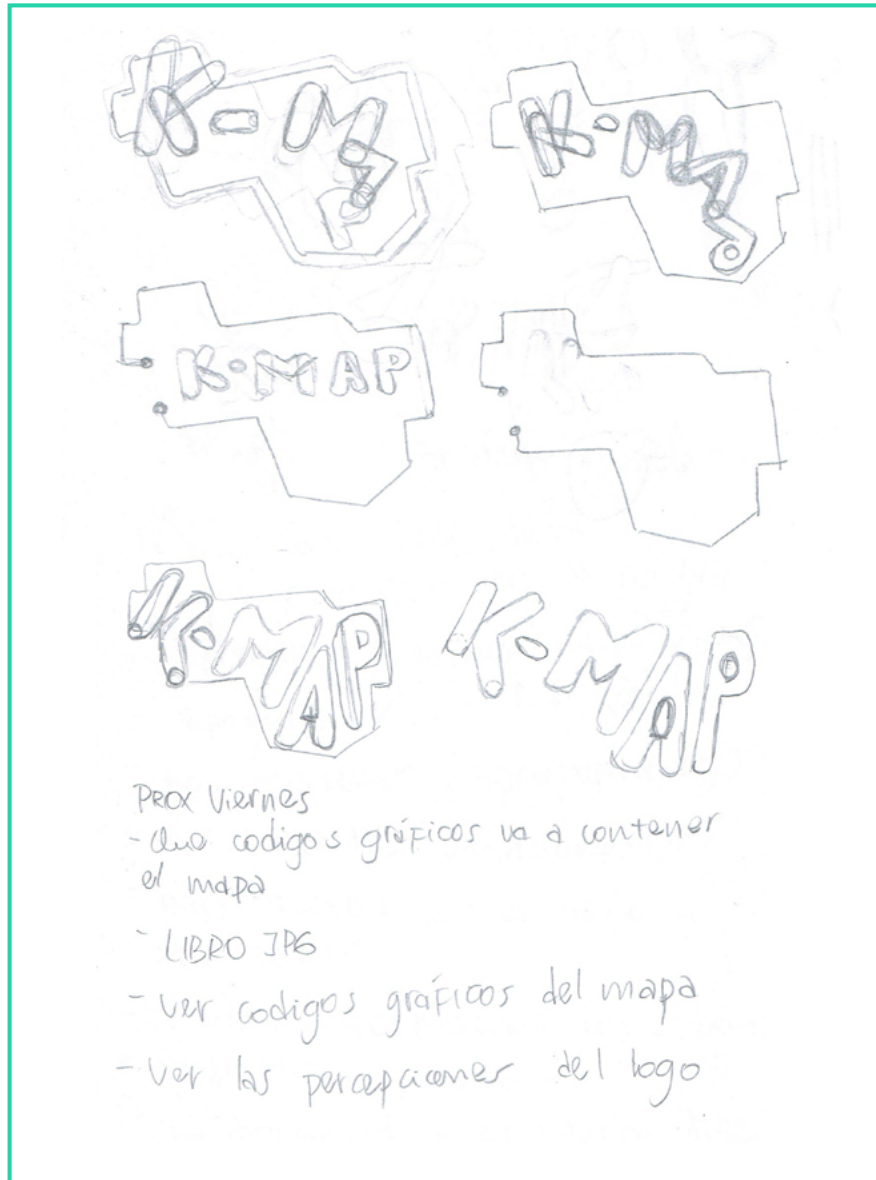 K-MAP
K-MAP
K-MAP
K-MAP
K-MAP
PROX Viernes
- Que codigos gráficos va a contener
el mapa
- LIBRO JPG
- ver codigos gráficos del mapa
- ver las percepciones del logo